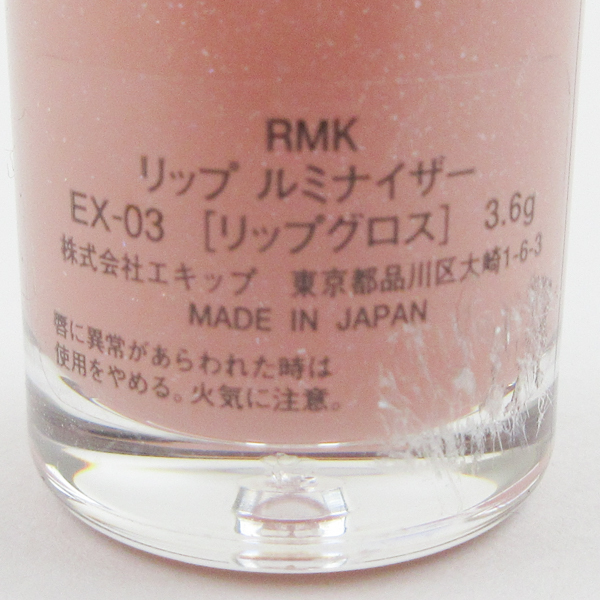 RMK
リップ ルミナイザー
EX-03 [リップグロス] 3.6g
株式会社エキップ 東京都品川区大崎1-6-3
MADE IN JAPAN
唇に異常があらわれた時は
使用をやめる。火気に注意。